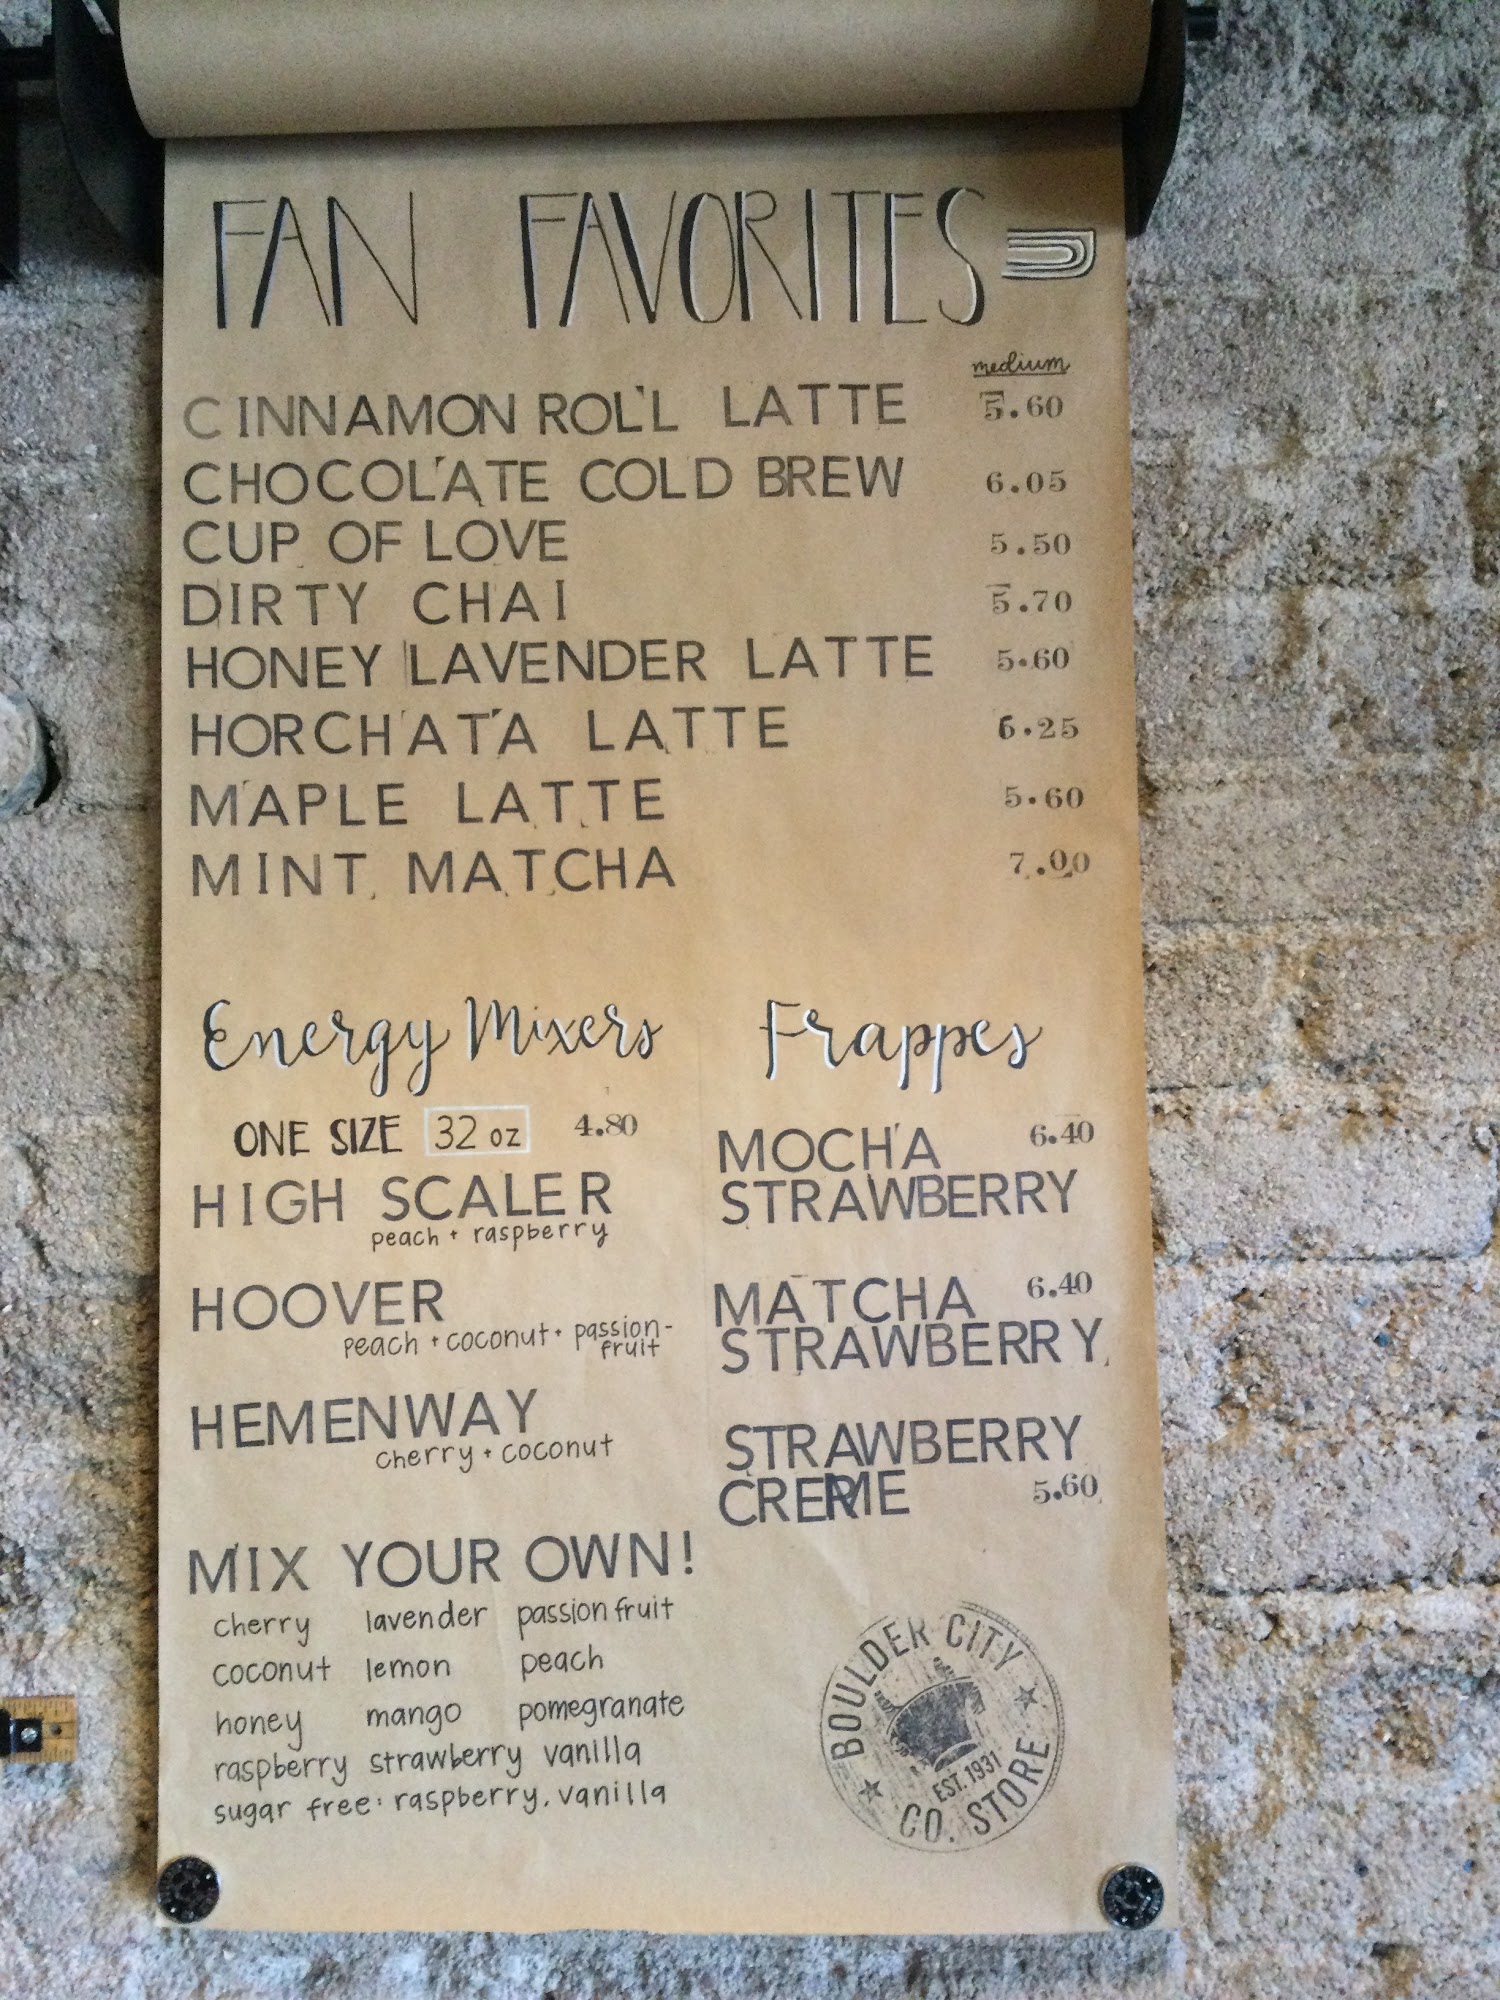 FAN FAVORITES
medium
CINNAMON ROLL LATTE 5.60
CHOCOLATE COLD BREW 6.05
CUP OF LOVE 5.50
DIRTY CHAI 5.70
HONEY LAVENDER LATTE 5.60
HORCHATA LATTE 6.25
MAPLE LATTE 5.60
MINT MATCHA 7.00
Energy Mixers
ONE SIZE 32 oz 4.80
HIGH SCALER
peach + raspberry
HOOVER
peach + coconut + passion-
fruit
HEMENWAY
cherry + coconut
MIX YOUR OWN!
cherry lavender passion fruit
coconut lemon peach
honey mango pomegranate
raspberry strawberry vanilla
sugar free: raspberry, vanilla
Frappes
MOCHA 6.40
STRAWBERRY
MATCHA 6.40
STRAWBERRY
STRAWBERRY
CREME 5.60
BOULDER CITY
EST. 1931
CO. STORE